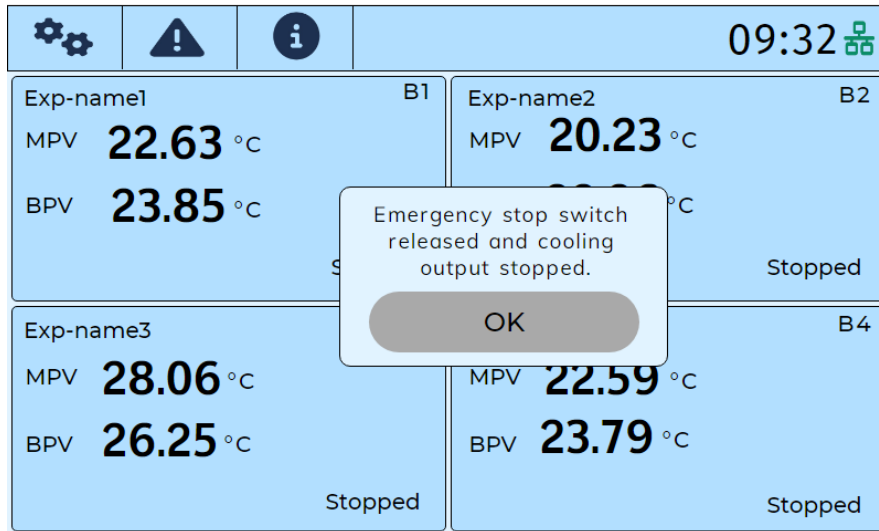 09:32
Exp-name1 B1
MPV 22.63 °C
BPV 23.85 °C
Exp-name2 B2
MPV 20.23 °C
°C
Stopped
Emergency stop switch
released and cooling
output stopped.
OK
Exp-name3
MPV 28.06 °C
BPV 26.25 °C
Stopped
B4
MPV 22.59 °C
BPV 23.79 °C
Stopped